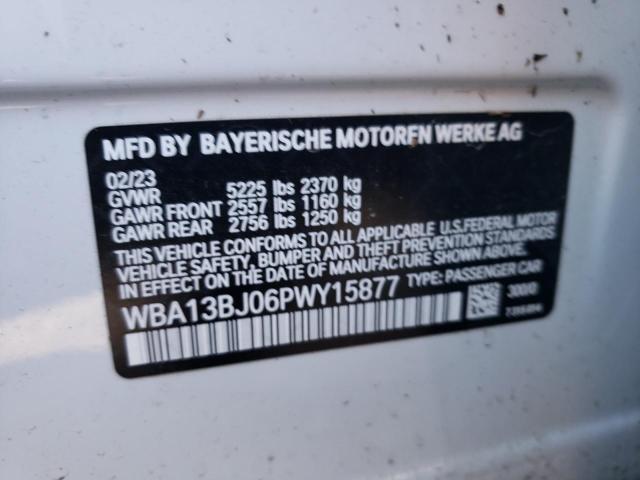 MFD BY BAYERISCHE MOTOREN WERKE AG
02/23
GVWR 5225 lbs 2370 kg
GAWR FRONT 2557 lbs 1160 kg
GAWR REAR 2756 lbs 1250 kg
THIS VEHICLE CONFORMS TO ALL APPLICABLE U.S. FEDERAL MOTOR
VEHICLE SAFETY, BUMPER AND THEFT PREVENTION STANDARDS
IN EFFECT ON THE DATE OF MANUFACTURE SHOWN ABOVE.
WBA13BJ06PWY15877 TYPE: PASSENGER CAR
300/0